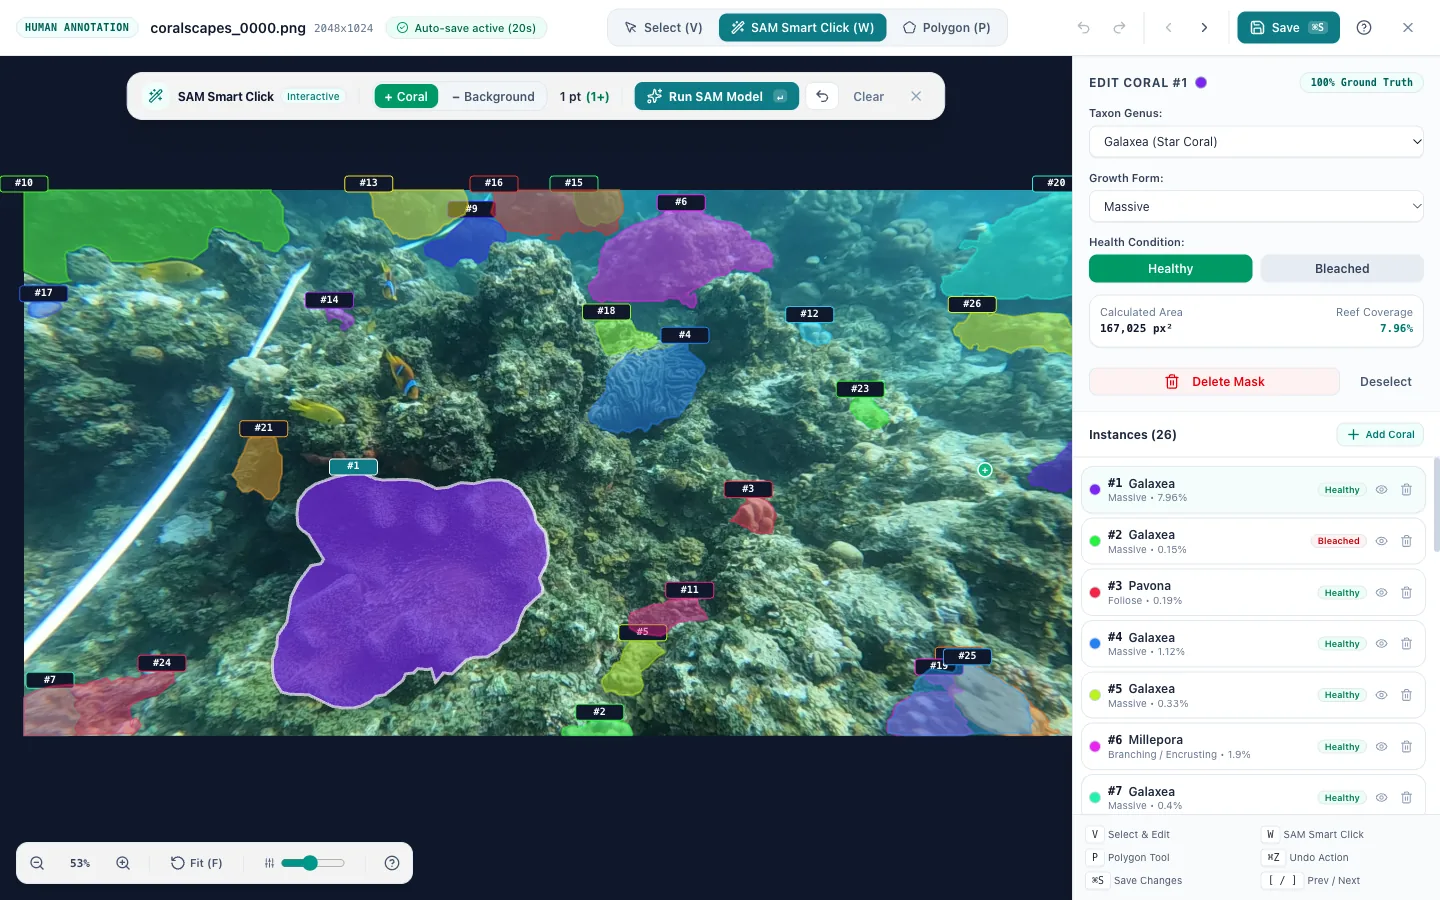 HUMAN ANNOTATION coralscapes_0000.png 2048x1024 Auto-save active (20s) Select (V) SAM Smart Click (W) Polygon (P) Save ⌘S
SAM Smart Click Interactive + Coral − Background 1 pt (1+) Run SAM Model ↵ Clear
#10
#13
#16
#15
#20
#9
#6
#17
#14
#18
#12
#26
#4
#23
#21
#1
#3
#11
#5
#24
#7
#19
#25
#2
53% Fit (F)
EDIT CORAL #1 100% Ground Truth
Taxon Genus:
Galaxea (Star Coral)
Growth Form:
Massive
Health Condition:
Healthy Bleached
Calculated Area Reef Coverage
167,025 px² 7.96%
Delete Mask Deselect
Instances (26) + Add Coral
#1 Galaxea Healthy
Massive • 7.96%
#2 Galaxea Bleached
Massive • 0.15%
#3 Pavona Healthy
Foliose • 0.19%
#4 Galaxea Healthy
Massive • 1.12%
#5 Galaxea Healthy
Massive • 0.33%
#6 Millepora Healthy
Branching / Encrusting • 1.9%
#7 Galaxea Healthy
Massive • 0.4%
V Select & Edit W SAM Smart Click
P Polygon Tool ⌘Z Undo Action
⌘S Save Changes [ / ] Prev / Next